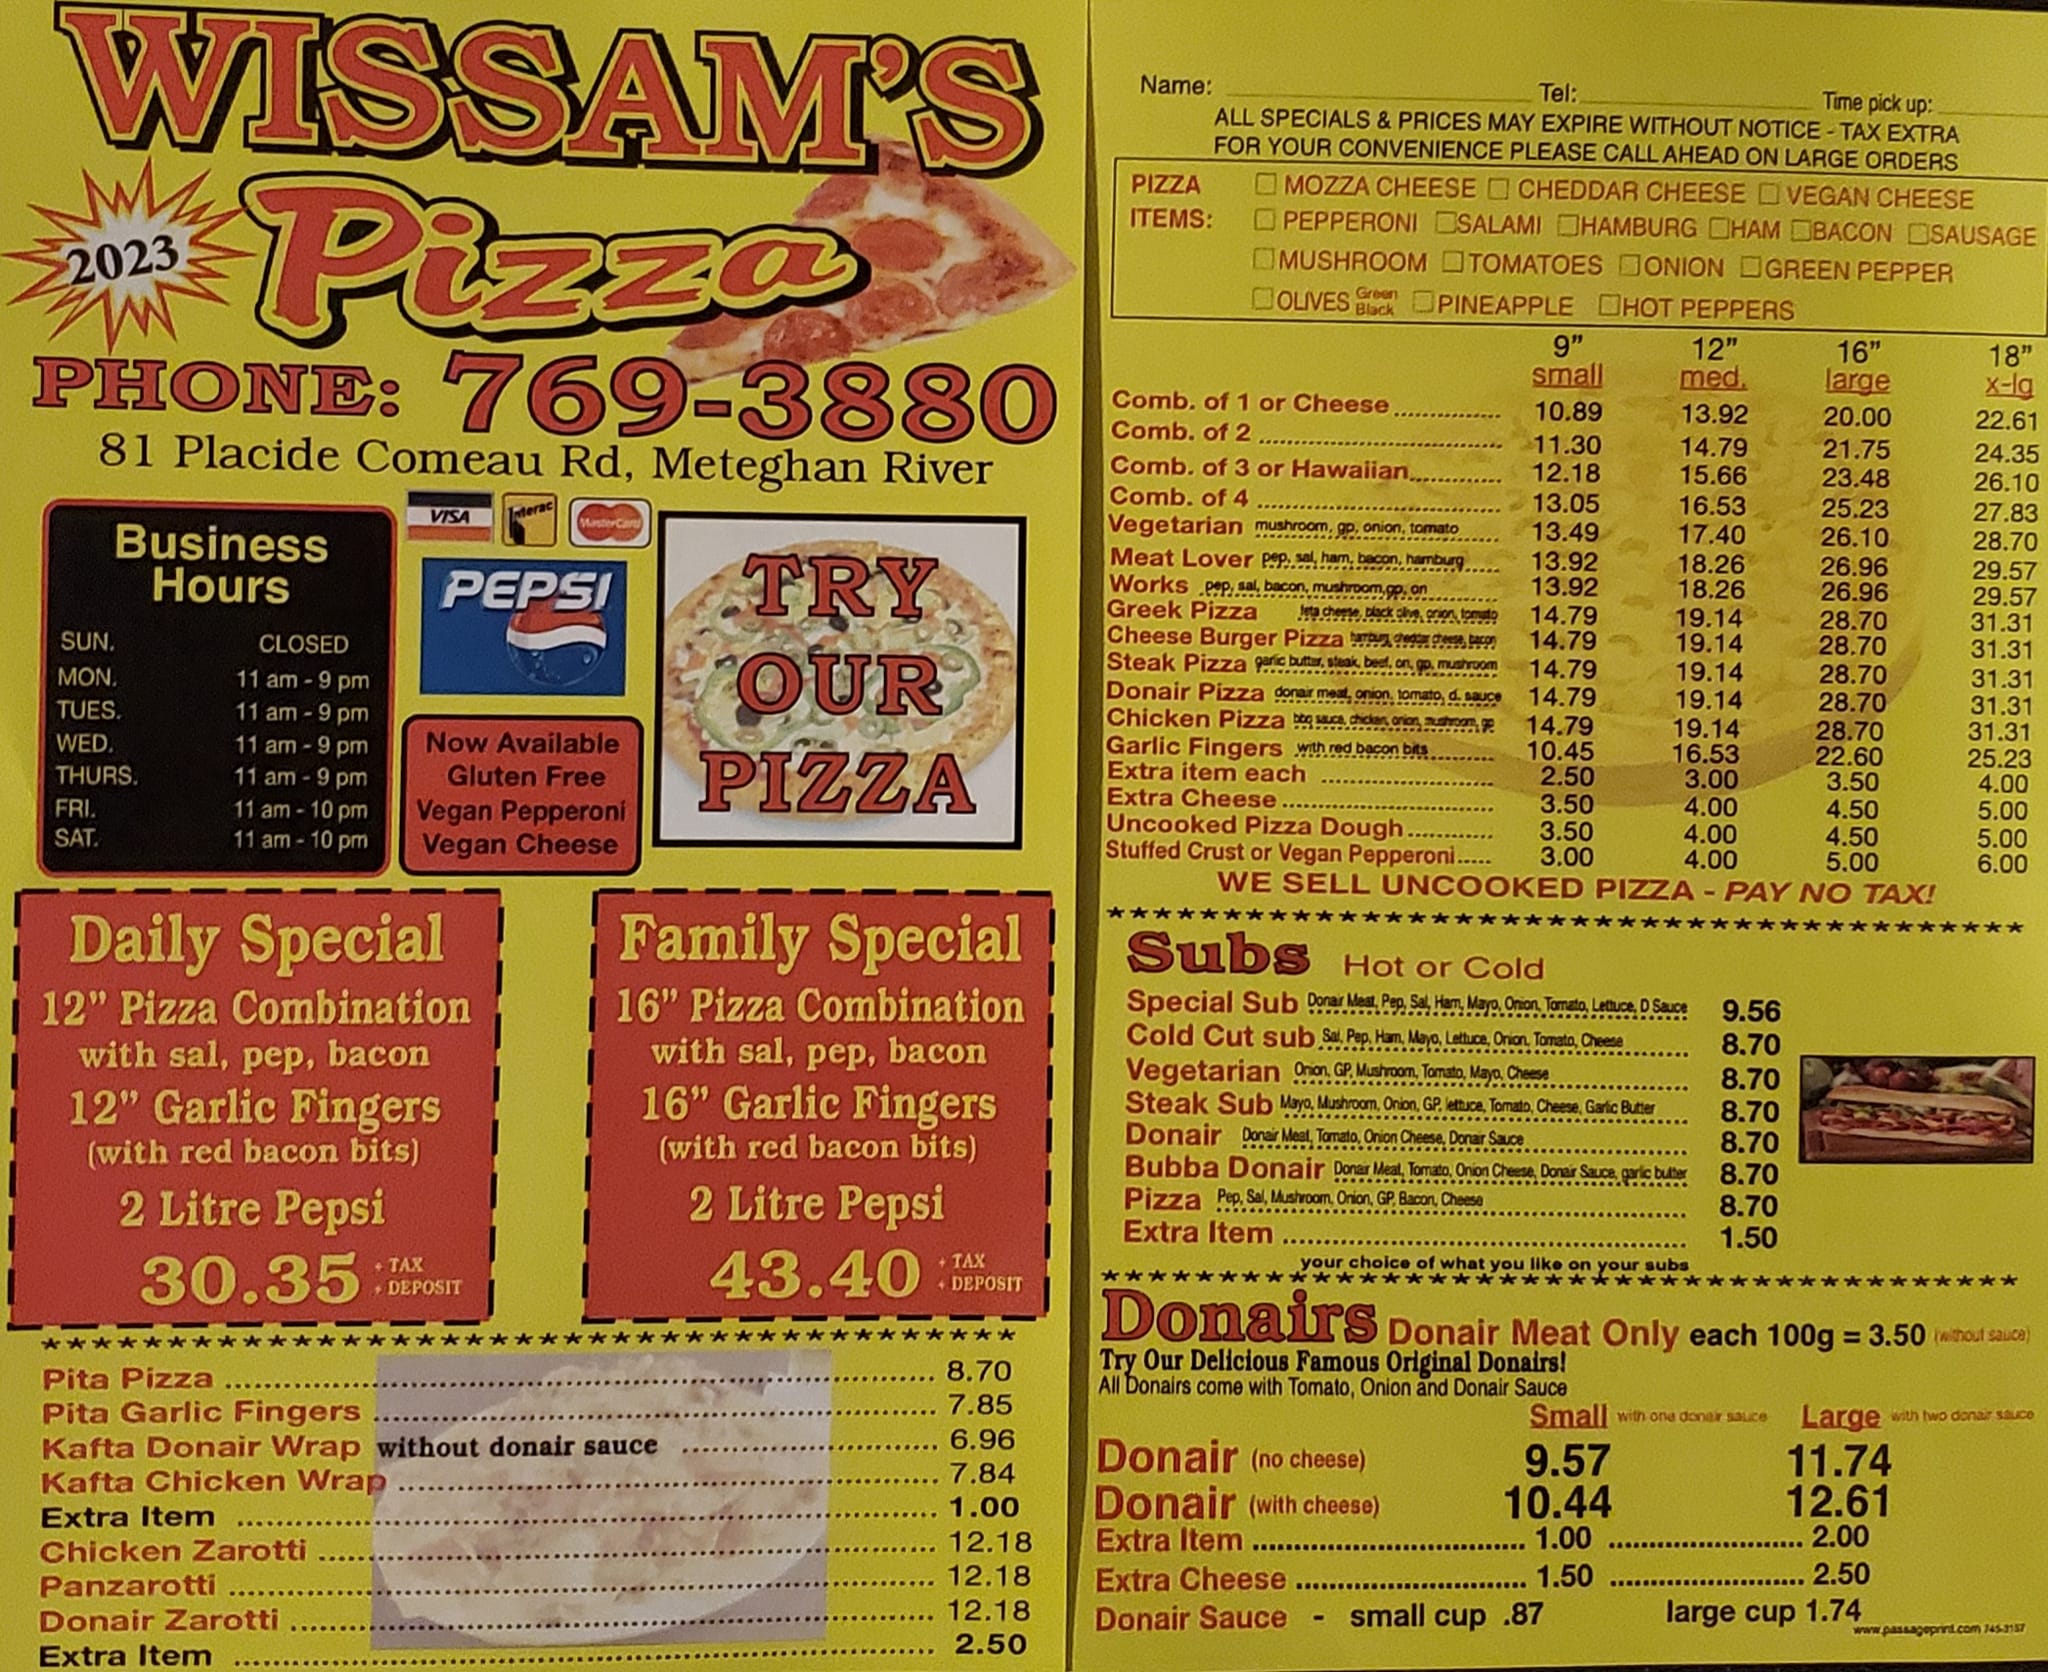 WISSAM'S
Pizza
2023
PHONE: 769-3880
81 Placide Comeau Rd, Meteghan River
Business
Hours
SUN. CLOSED
MON. 11 am - 9 pm
TUES. 11 am - 9 pm
WED. 11 am - 9 pm
THURS. 11 am - 9 pm
FRI. 11 am - 10 pm
SAT. 11 am - 10 pm
VISA Interac MasterCard
PEPSI
Now Available
Gluten Free
Vegan Pepperoni
Vegan Cheese
TRY
OUR
PIZZA
Daily Special
12" Pizza Combination
with sal, pep, bacon
12" Garlic Fingers
(with red bacon bits)
2 Litre Pepsi
30.35 + TAX
+ DEPOSIT
Family Special
16" Pizza Combination
with sal, pep, bacon
16" Garlic Fingers
(with red bacon bits)
2 Litre Pepsi
43.40 + TAX
+ DEPOSIT
Pita Pizza 8.70
Pita Garlic Fingers 7.85
Kafta Donair Wrap without donair sauce 6.96
Kafta Chicken Wrap 7.84
Extra Item 1.00
Chicken Zarotti 12.18
Panzarotti 12.18
Donair Zarotti 12.18
Extra Item 2.50
Name: Tel: Time pick up:
ALL SPECIALS & PRICES MAY EXPIRE WITHOUT NOTICE - TAX EXTRA
FOR YOUR CONVENIENCE PLEASE CALL AHEAD ON LARGE ORDERS
PIZZA MOZZA CHEESE CHEDDAR CHEESE VEGAN CHEESE
ITEMS: PEPPERONI SALAMI HAMBURG HAM BACON SAUSAGE
MUSHROOM TOMATOES ONION GREEN PEPPER
OLIVES Green Black PINEAPPLE HOT PEPPERS
9" 12" 16" 18"
small med. large x-lg
Comb. of 1 or Cheese 10.89 13.92 20.00 22.61
Comb. of 2 11.30 14.79 21.75 24.35
Comb. of 3 or Hawaiian 12.18 15.66 23.48 26.10
Comb. of 4 13.05 16.53 25.23 27.83
Vegetarian mushroom, gp, onion, tomato 13.49 17.40 26.10 28.70
Meat Lover pep, sal, ham, bacon, hamburg 13.92 18.26 26.96 29.57
Works pep, sal, bacon, mushroom,gp, on 13.92 18.26 26.96 29.57
Greek Pizza feta cheese, black olive, onion, tomato 14.79 19.14 28.70 31.31
Cheese Burger Pizza hamburg, cheddar cheese, bacon 14.79 19.14 28.70 31.31
Steak Pizza garlic butter, steak, beef, on, gp, mushroom 14.79 19.14 28.70 31.31
Donair Pizza donair meat, onion, tomato, d. sauce 14.79 19.14 28.70 31.31
Chicken Pizza bbq sauce, chicken, onion, mushroom, gp 14.79 19.14 28.70 31.31
Garlic Fingers with red bacon bits 10.45 16.53 22.60 25.23
Extra item each 2.50 3.00 3.50 4.00
Extra Cheese 3.50 4.00 4.50 5.00
Uncooked Pizza Dough 3.50 4.00 4.50 5.00
Stuffed Crust or Vegan Pepperoni 3.00 4.00 5.00 6.00
WE SELL UNCOOKED PIZZA - PAY NO TAX!
Subs Hot or Cold
Special Sub Donair Meat, Pep, Sal, Ham, Mayo, Onion, Tomato, Lettuce, D Sauce 9.56
Cold Cut sub Sal, Pep, Ham, Mayo, Lettuce, Onion, Tomato, Cheese 8.70
Vegetarian Onion, GP, Mushroom, Tomato, Mayo, Cheese 8.70
Steak Sub Mayo, Mushroom, Onion, GP, lettuce, Tomato, Cheese, Garlic Butter 8.70
Donair Donair Meat, Tomato, Onion Cheese, Donair Sauce 8.70
Bubba Donair Donair Meat, Tomato, Onion Cheese, Donair Sauce, garlic butter 8.70
Pizza Pep, Sal, Mushroom, Onion, GP, Bacon, Cheese 8.70
Extra Item 1.50
your choice of what you like on your subs
Donairs Donair Meat Only each 100g = 3.50 (without sauce)
Try Our Delicious Famous Original Donairs!
All Donairs come with Tomato, Onion and Donair Sauce
Small with one donair sauce Large with two donair sauce
Donair (no cheese) 9.57 11.74
Donair (with cheese) 10.44 12.61
Extra Item 1.00 2.00
Extra Cheese 1.50 2.50
Donair Sauce - small cup .87 large cup 1.74
www.passageprint.com 745-3157